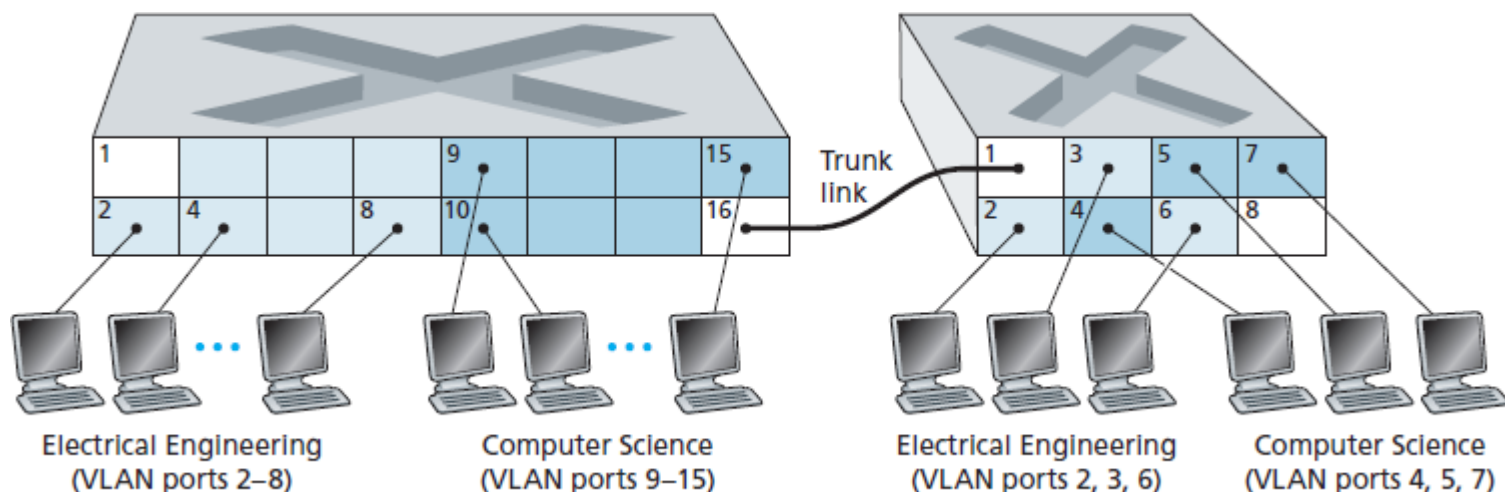 1
9
15
2
4
8
10
16
Trunk
link
1
3
5
7
2
4
6
8
Electrical Engineering
(VLAN ports 2–8)
Computer Science
(VLAN ports 9–15)
Electrical Engineering
(VLAN ports 2, 3, 6)
Computer Science
(VLAN ports 4, 5, 7)